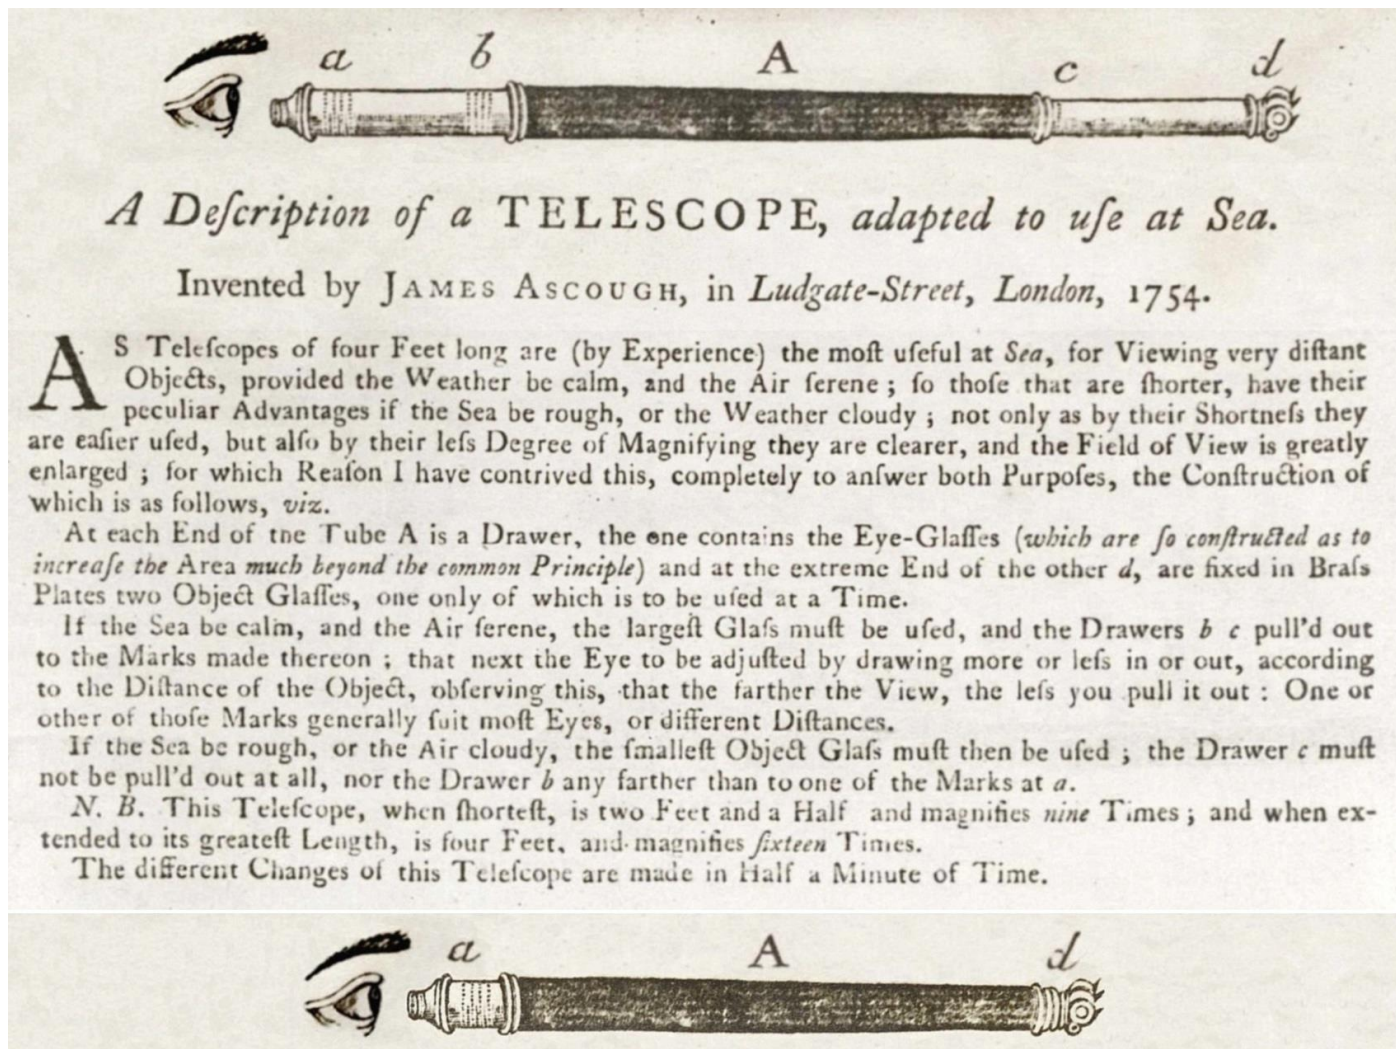 a b A c d
A Deſcription of a TELESCOPE, adapted to uſe at Sea.
Invented by JAMES ASCOUGH, in Ludgate-Street, London, 1754.
AS Teleſcopes of four Feet long are (by Experience) the moſt uſeful at Sea, for Viewing very diſtant
Objects, provided the Weather be calm, and the Air ſerene ; ſo thoſe that are ſhorter, have their
peculiar Advantages if the Sea be rough, or the Weather cloudy ; not only as by their Shortneſs they
are eaſier uſed, but alſo by their leſs Degree of Magnifying they are clearer, and the Field of View is greatly
enlarged ; for which Reaſon I have contrived this, completely to anſwer both Purpoſes, the Conſtruction of
which is as follows, viz.
At each End of tne Tube A is a Drawer, the one contains the Eye-Glaſſes (which are ſo conſtructed as to
increaſe the Area much beyond the common Principle) and at the extreme End of the other d, are fixed in Braſs
Plates two Object Glaſſes, one only of which is to be uſed at a Time.
If the Sea be calm, and the Air ſerene, the largeſt Glaſs muſt be uſed, and the Drawers b c pull'd out
to the Marks made thereon ; that next the Eye to be adjuſted by drawing more or leſs in or out, according
to the Diſtance of the Object, obſerving this, that the farther the View, the leſs you pull it out : One or
other of thoſe Marks generally ſuit moſt Eyes, or different Diſtances.
If the Sea be rough, or the Air cloudy, the ſmalleſt Object Glaſs muſt then be uſed ; the Drawer c muſt
not be pull'd out at all, nor the Drawer b any farther than to one of the Marks at a.
N. B. This Teleſcope, when ſhorteſt, is two Feet and a Half and magnifies nine Times ; and when ex-
tended to its greateſt Length, is four Feet, and magnifies ſixteen Times.
The different Changes of this Teleſcope are made in Half a Minute of Time.
a A d